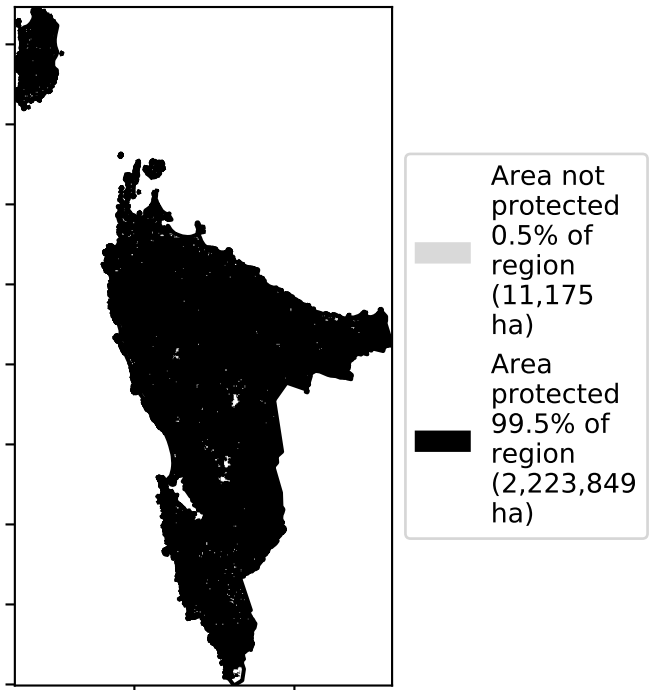 Area not
protected
0.5% of
region
(11,175
ha)
Area
protected
99.5% of
region
(2,223,849
ha)